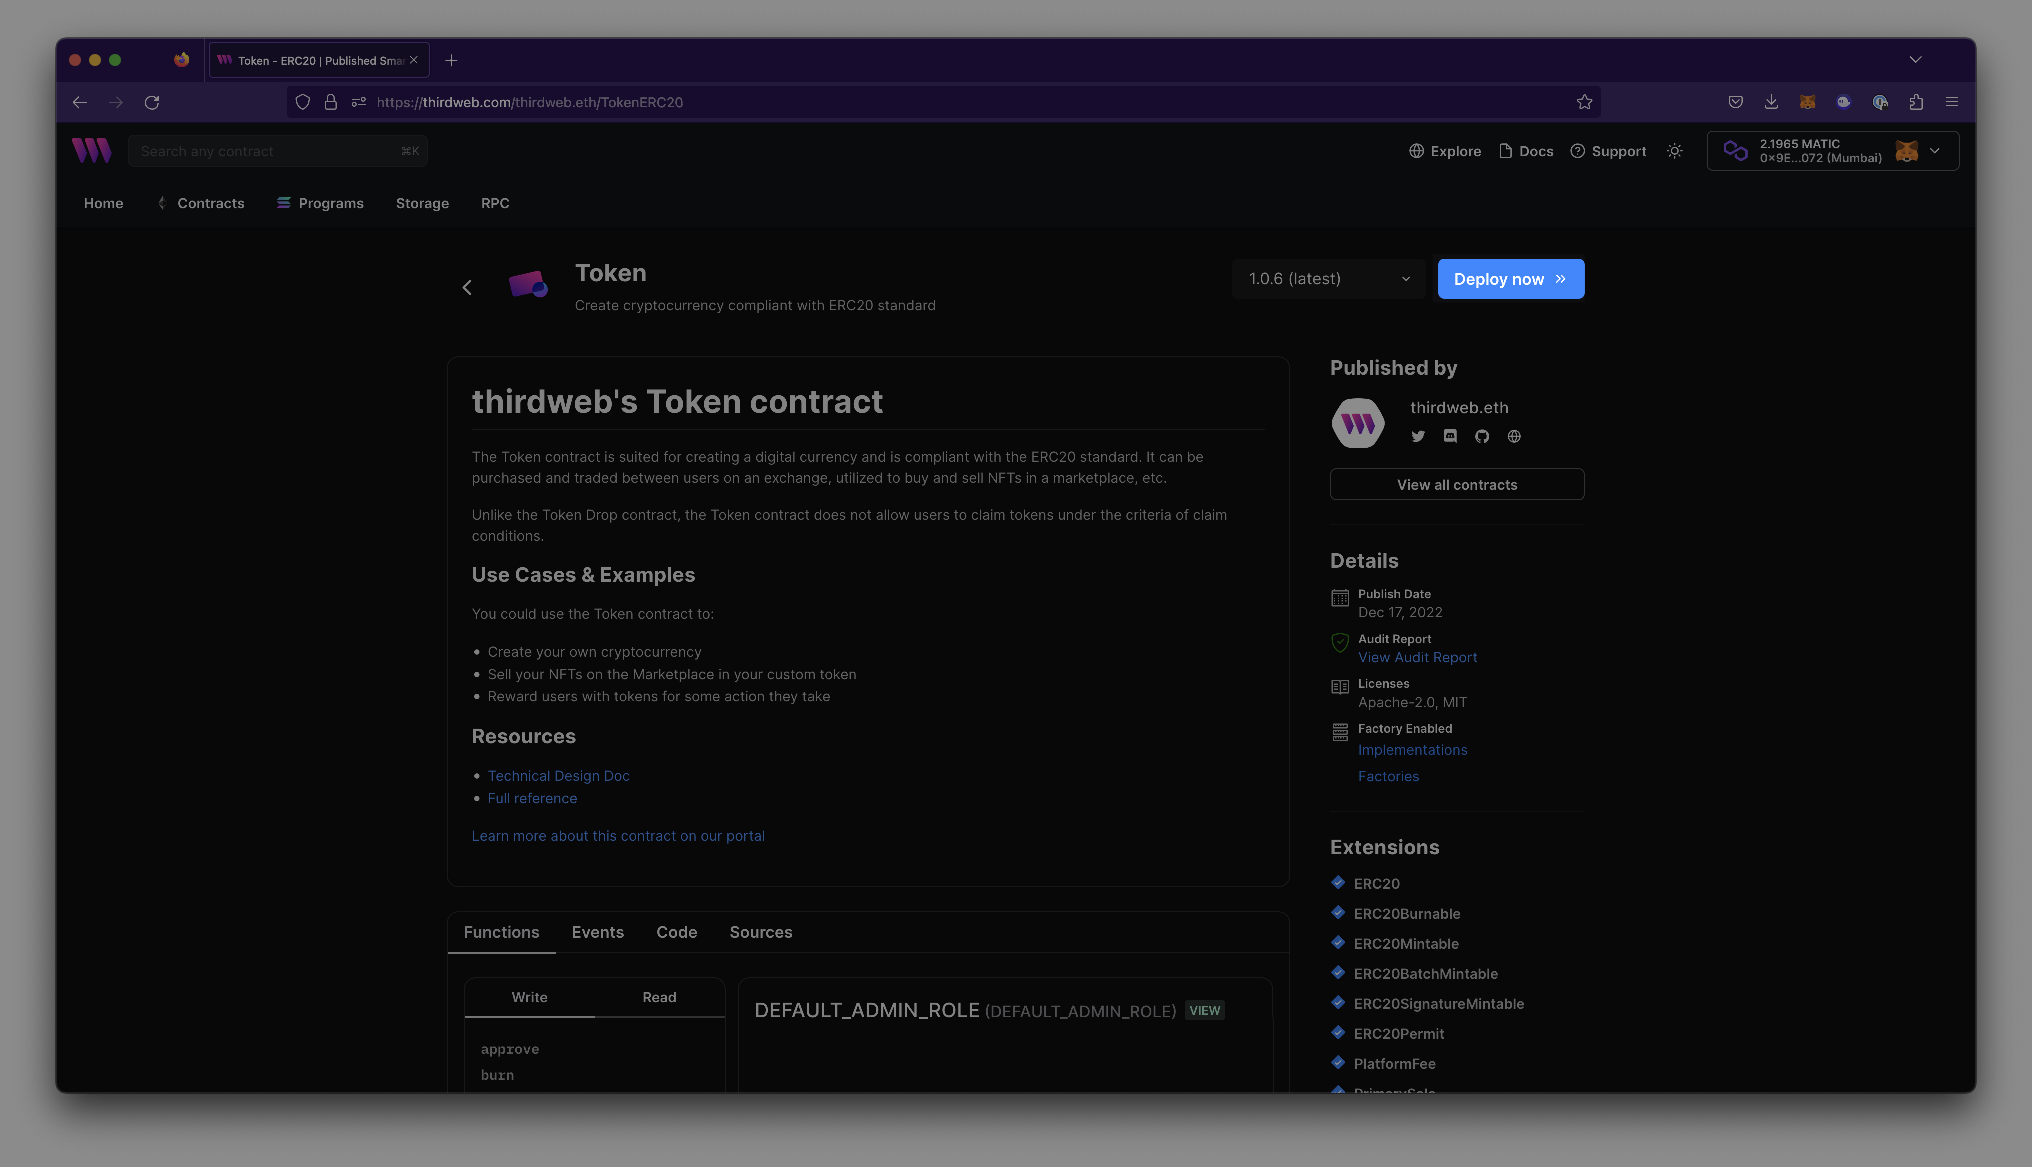 Token - ERC20 | Published Sma
https://thirdweb.com/thirdweb.eth/TokenERC20
Search any contract
⌘K
Explore
Docs
Support
2.1965 MATIC
0×9E...072 (Mumbai)
Home
Contracts
Programs
Storage
RPC
Token
Create cryptocurrency compliant with ERC20 standard
1.0.6 (latest)
Deploy now »
thirdweb's Token contract
The Token contract is suited for creating a digital currency and is compliant with the ERC20 standard. It can be
purchased and traded between users on an exchange, utilized to buy and sell NFTs in a marketplace, etc.
Unlike the Token Drop contract, the Token contract does not allow users to claim tokens under the criteria of claim
conditions.
Use Cases & Examples
You could use the Token contract to:
• Create your own cryptocurrency
• Sell your NFTs on the Marketplace in your custom token
• Reward users with tokens for some action they take
Resources
• Technical Design Doc
• Full reference
Learn more about this contract on our portal
Functions
Events
Code
Sources
Write
Read
approve
burn
DEFAULT_ADMIN_ROLE (DEFAULT_ADMIN_ROLE) VIEW
Published by
thirdweb.eth
View all contracts
Details
Publish Date
Dec 17, 2022
Audit Report
View Audit Report
Licenses
Apache-2.0, MIT
Factory Enabled
Implementations
Factories
Extensions
ERC20
ERC20Burnable
ERC20Mintable
ERC20BatchMintable
ERC20SignatureMintable
ERC20Permit
PlatformFee
PrimarySale